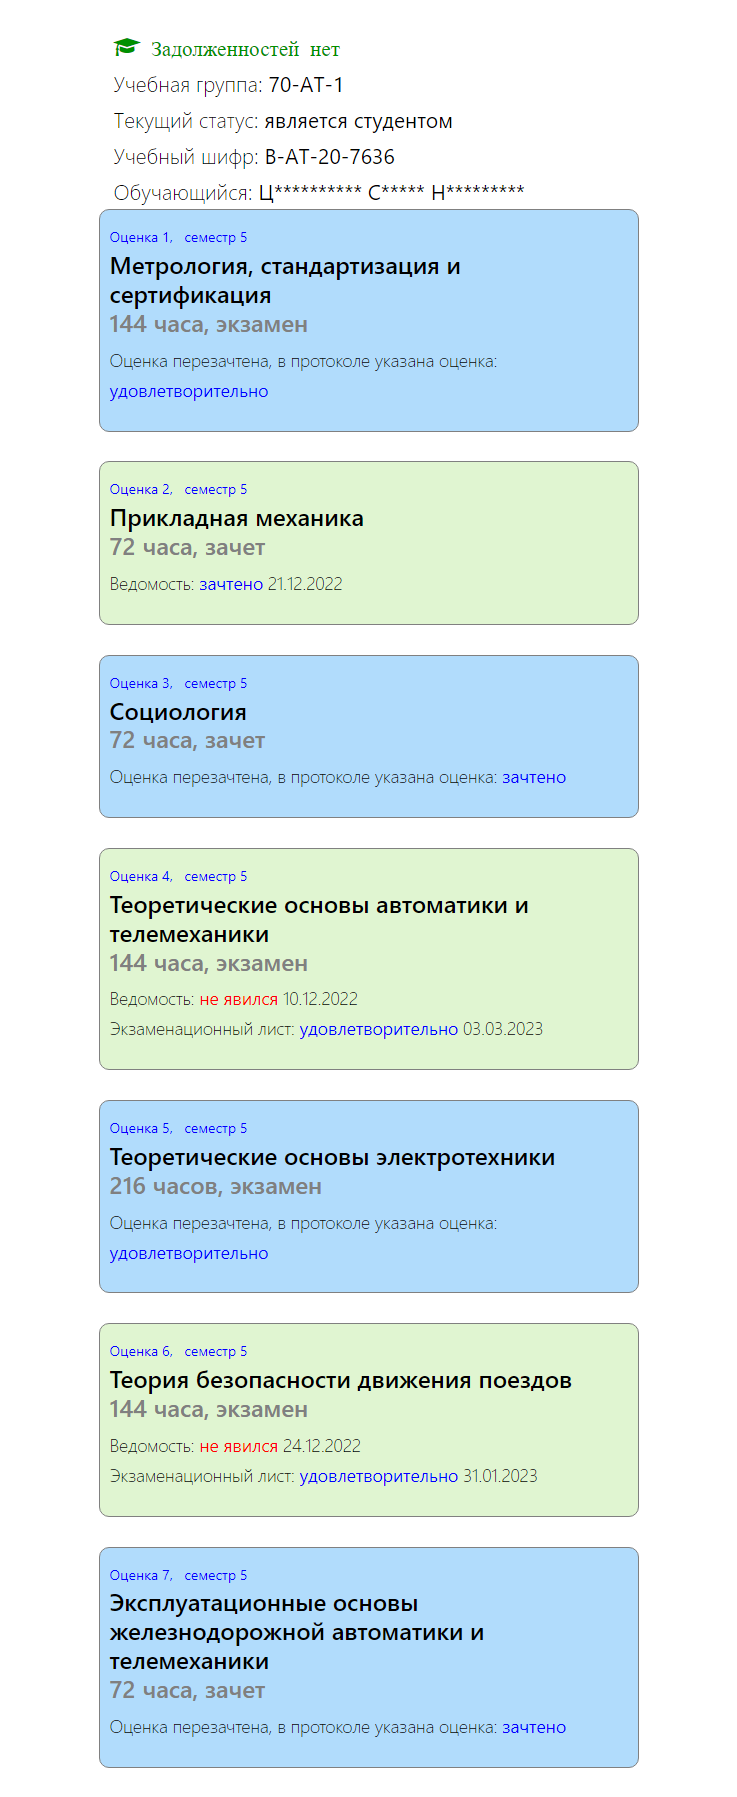 Задолженностей нет
Учебная группа: 70-АТ-1
Текущий статус: является студентом
Учебный шифр: В-АТ-20-7636
Обучающийся: Ц********** С***** Н*********
Оценка 1, семестр 5
Метрология, стандартизация и
сертификация
144 часа, экзамен
Оценка перезачтена, в протоколе указана оценка:
удовлетворительно
Оценка 2, семестр 5
Прикладная механика
72 часа, зачет
Ведомость: зачтено 21.12.2022
Оценка 3, семестр 5
Социология
72 часа, зачет
Оценка перезачтена, в протоколе указана оценка: зачтено
Оценка 4, семестр 5
Теоретические основы автоматики и
телемеханики
144 часа, экзамен
Ведомость: не явился 10.12.2022
Экзаменационный лист: удовлетворительно 03.03.2023
Оценка 5, семестр 5
Теоретические основы электротехники
216 часов, экзамен
Оценка перезачтена, в протоколе указана оценка:
удовлетворительно
Оценка 6, семестр 5
Теория безопасности движения поездов
144 часа, экзамен
Ведомость: не явился 24.12.2022
Экзаменационный лист: удовлетворительно 31.01.2023
Оценка 7, семестр 5
Эксплуатационные основы
железнодорожной автоматики и
телемеханики
72 часа, зачет
Оценка перезачтена, в протоколе указана оценка: зачтено